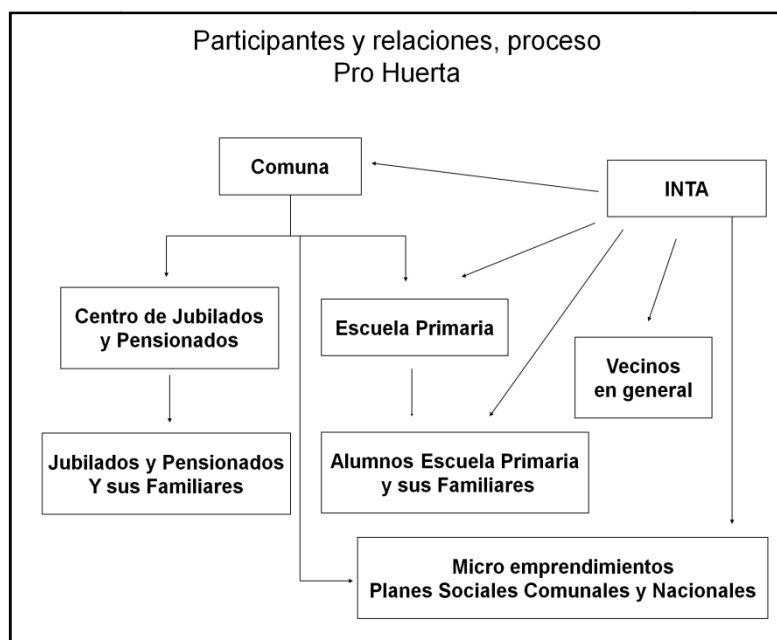 Participantes y relaciones, proceso
Pro Huerta
Comuna
INTA
Centro de Jubilados
y Pensionados
Escuela Primaria
Vecinos
en general
Jubilados y Pensionados
Y sus Familiares
Alumnos Escuela Primaria
y sus Familiares
Micro emprendimientos
Planes Sociales Comunales y Nacionales